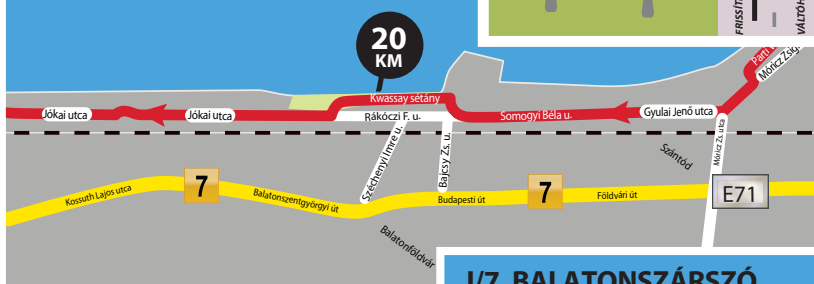 20
KM
FRISSÍT
VÁLTÓH
Parti
Móricz Zsig.
Kwassay sétány
Jókai utca
Jókai utca
Rákóczi F. u.
Somogyi Béla u.
Gyulai Jenő utca
Széchenyi Imre u.
Bajcsy Zs. u.
Szántód
Móricz Zs. utca
Kossuth Lajos utca
7
Balatonszentgyörgyi út
Budapesti út
7
Földvári út
E71
Balatonföldvár
I/7. BALATONSZÁRSZÓ